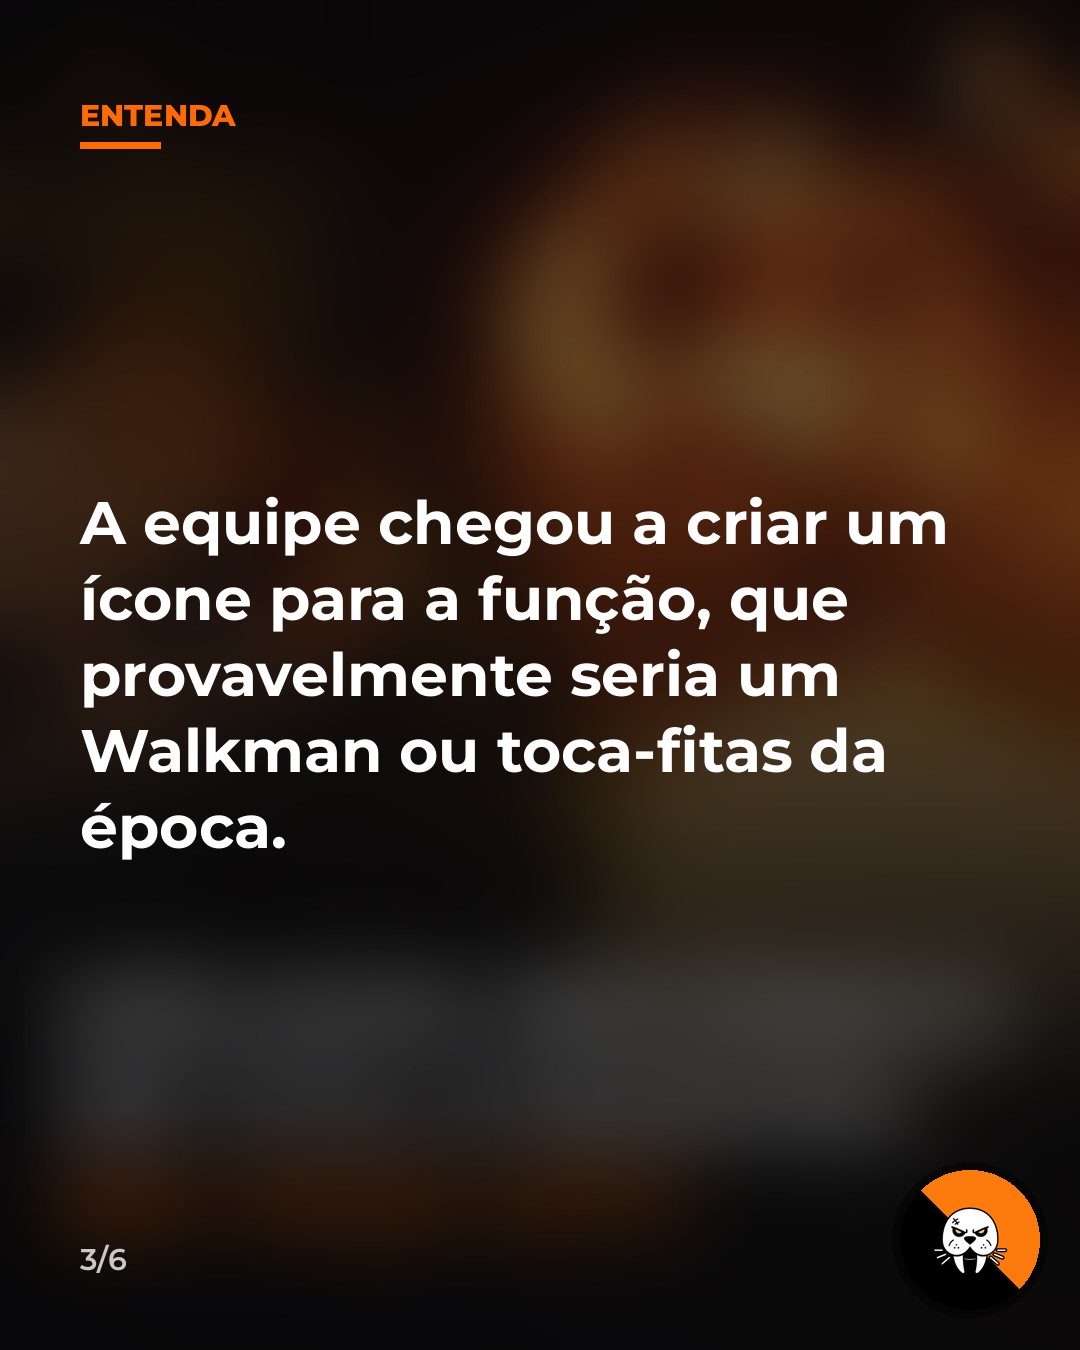 ENTENDA
A equipe chegou a criar um
ícone para a função, que
provavelmente seria um
Walkman ou toca-fitas da
época.
3/6